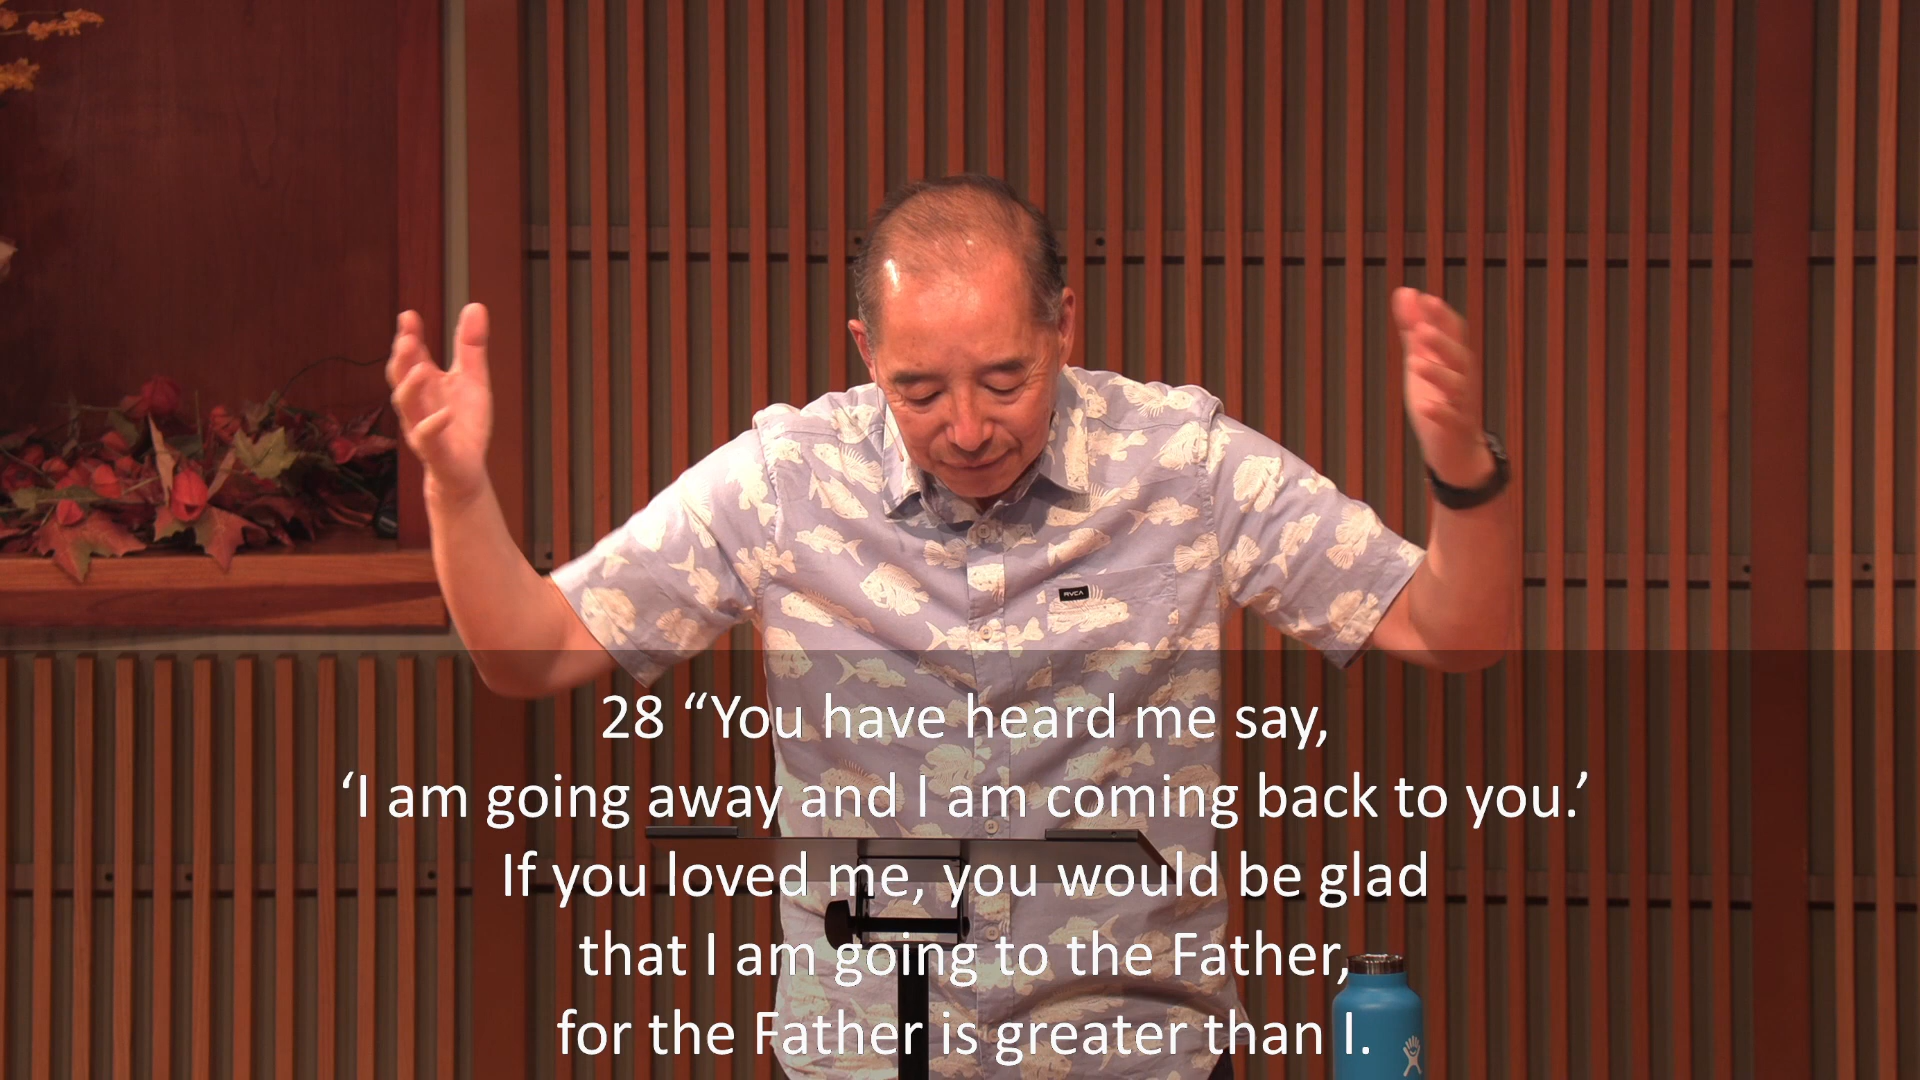 RVCA
28 “You have heard me say,
‘I am going away and I am coming back to you.’
If you loved me, you would be glad
that I am going to the Father,
for the Father is greater than I.